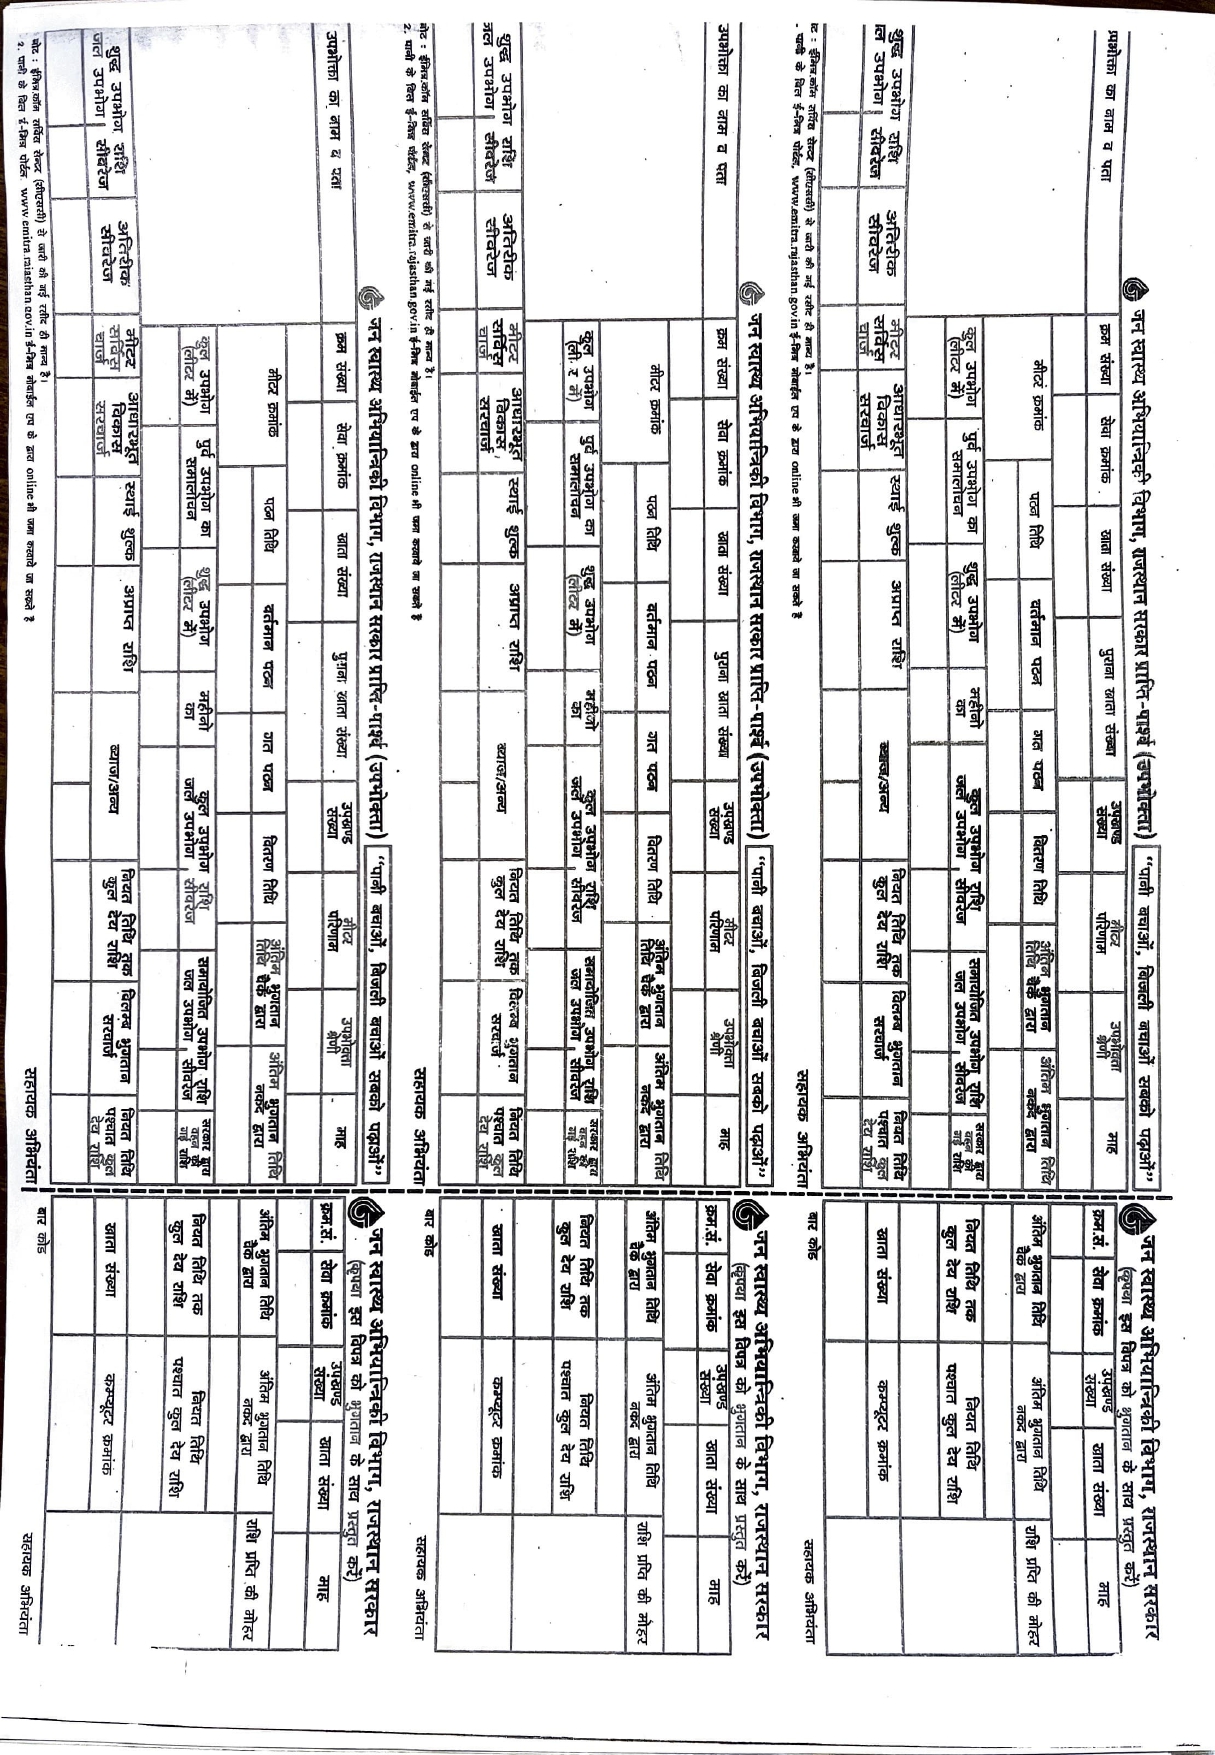 जन स्वास्थ्य अभियान्त्रिकी विभाग, राजस्थान सरकार प्राप्ति-पार्श्व (उपभोक्ता) "पानी बचाओं, बिजली बचाओं सबको पढ़ाओं"
पभोक्ता का नाम व पता क्रम संख्या सेवा क्रमांक खाता संख्या पुराना खाता संख्या उपखण्ड संख्या मीटर परिणाम उपभोक्ता श्रेणी माह
मीटर क्रमांक पठन तिथि वर्तमान पठन गत पठन वितरण तिथि अंतिम भुगतान तिथि चैक द्वारा अंतिम भुगतान तिथि नकद द्वारा
कुल उपभोग (लीटर में) पुर्व उपभोग का समालोचन शुद्ध उपभोग (लीटर में) महीनो का कुल उपभोग राशि जल उपभोग सीवरेज समायोजित उपभोग राशि जल उपभोग सीवरेज सरकार द्वारा वहन की गई राशि
शुद्ध उपभोग राशि जल उपभोग सीवरेज अतिरीक सीवरेज मीटर सर्विस चार्ज आधारभूत विकास सरचार्ज स्थाई शुल्क अप्राप्त राशि ब्याज/अन्य नियत तिथि तक कुल देय राशि विलम्ब भुगतान सरचार्ज नियत तिथि पश्चात कुल देय राशि
ट : ईमित्र.कॉम सर्विस सेन्टर (सीएससी) से जारी की गई रसीद ही मान्य है।
. पानी के बिल ई-मित्र पोर्टल, www.emitra.rajasthan.gov.in ई-मित्र मोबाईल एप के द्वारा online भी जमा करवाये जा सकते है
सहायक अभियंता
जन स्वास्थ्य अभियान्त्रिकी विभाग, राजस्थान सरकार
(कृपया इस विपत्र को भुगतान के साथ प्रस्तुत करें)
क्रम.सं. सेवा क्रमांक उपखण्ड संख्या खाता संख्या माह
अंतिम भुगतान तिथि चैक द्वारा अंतिम भुगतान तिथि नकद द्वारा राशि प्रप्ति की मोहर
नियत तिथि तक कुल देय राशि नियत तिथि पश्चात कुल देय राशि
खाता संख्या कम्प्यूटर क्रमांक
बार कोड सहायक अभियंता
जन स्वास्थ्य अभियान्त्रिकी विभाग, राजस्थान सरकार प्राप्ति-पार्श्व (उपभोक्ता) "पानी बचाओं, बिजली बचाओं सबको पढ़ाओं"
उपभोक्ता का नाम व पता क्रम संख्या सेवा क्रमांक खाता संख्या पुराना खाता संख्या उपखण्ड संख्या मीटर परिणाम उपभोक्ता श्रेणी माह
मीटर क्रमांक पठन तिथि वर्तमान पठन गत पठन वितरण तिथि अंतिम भुगतान तिथि चैक द्वारा अंतिम भुगतान तिथि नकद द्वारा
कुल उपभोग (ली.र में) पुर्व उपभोग का समालोचन शुद्ध उपभोग (लीटर में) महीनो का कुल उपभोग राशि जल उपभोग सीवरेज समायोजित उपभोग राशि जल उपभोग सीवरेज सरकार द्वारा वहन की गई राशि
शुद्ध उपभोग राशि जल उपभोग सीवरेज अतिरीक सीवरेज मीटर सर्विस चार्ज आधारभूत विकास सरचार्ज स्थाई शुल्क अप्राप्त राशि ब्याज/अन्य नियत तिथि तक कुल देय राशि विलम्ब भुगतान सरचार्ज नियत तिथि पश्चात कुल देय राशि
नोट : ईमित्र.कॉम सर्विस सेन्टर (सीएससी) से जारी की गई रसीद ही मान्य है।
2. पानी के बिल ई-मित्र पोर्टल, www.emitra.rajasthan.gov.in ई-मित्र मोबाईल एप के द्वारा online भी जमा करवाये जा सकते है
सहायक अभियंता
जन स्वास्थ्य अभियान्त्रिकी विभाग, राजस्थान सरकार
(कृपया इस विपत्र को भुगतान के साथ प्रस्तुत करें)
क्रम.सं. सेवा क्रमांक उपखण्ड संख्या खाता संख्या माह
अंतिम भुगतान तिथि चैक द्वारा अंतिम भुगतान तिथि नकद द्वारा राशि प्रप्ति की मोहर
नियत तिथि तक कुल देय राशि नियत तिथि पश्चात कुल देय राशि
खाता संख्या कम्प्यूटर क्रमांक
बार कोड सहायक अभियंता
जन स्वास्थ्य अभियान्त्रिकी विभाग, राजस्थान सरकार प्राप्ति-पार्श्व (उपभोक्ता) "पानी बचाओं, बिजली बचाओं सबको पढ़ाओं"
उपभोक्ता का नाम व पता क्रम संख्या सेवा क्रमांक खाता संख्या पुराना खाता संख्या उपखण्ड संख्या मीटर परिणाम उपभोक्ता श्रेणी माह
मीटर क्रमांक पठन तिथि वर्तमान पठन गत पठन वितरण तिथि अंतिम भुगतान तिथि चैक द्वारा अंतिम भुगतान तिथि नकद द्वारा
कुल उपभोग (लीटर में) पुर्व उपभोग का समालोचन शुद्ध उपभोग (लीटर में) महीनो का कुल उपभोग राशि जल उपभोग सीवरेज समायोजित उपभोग राशि जल उपभोग सीवरेज सरकार द्वारा वहन की गई राशि
शुद्ध उपभोग राशि जल उपभोग सीवरेज अतिरीक सीवरेज मीटर सर्विस चार्ज आधारभूत विकास सरचार्ज स्थाई शुल्क अप्राप्त राशि ब्याज/अन्य नियत तिथि तक कुल देय राशि विलम्ब भुगतान सरचार्ज नियत तिथि पश्चात कुल देय राशि
नोट : ईमित्र.कॉम सर्विस सेन्टर (सीएससी) से जारी की गई रसीद ही मान्य है।
२. पानी के बिल ई-मित्र पोर्टल. www.emitra.rajasthan.gov.in ई-मित्र मोबाईल एप के द्वारा online भी जमा करवाये जा सकते है
सहायक अभियंता
जन स्वास्थ्य अभियान्त्रिकी विभाग, राजस्थान सरकार
(कृपया इस विपत्र को भुगतान के साथ प्रस्तुत करें)
क्रम.सं. सेवा क्रमांक उपखण्ड संख्या खाता संख्या माह
अंतिम भुगतान तिथि चैक द्वारा अंतिम भुगतान तिथि नकद द्वारा राशि प्रप्ति की मोहर
नियत तिथि तक कुल देय राशि नियत तिथि पश्चात कुल देय राशि
खाता संख्या कम्प्यूटर क्रमांक
बार कोड सहायक अभियंता